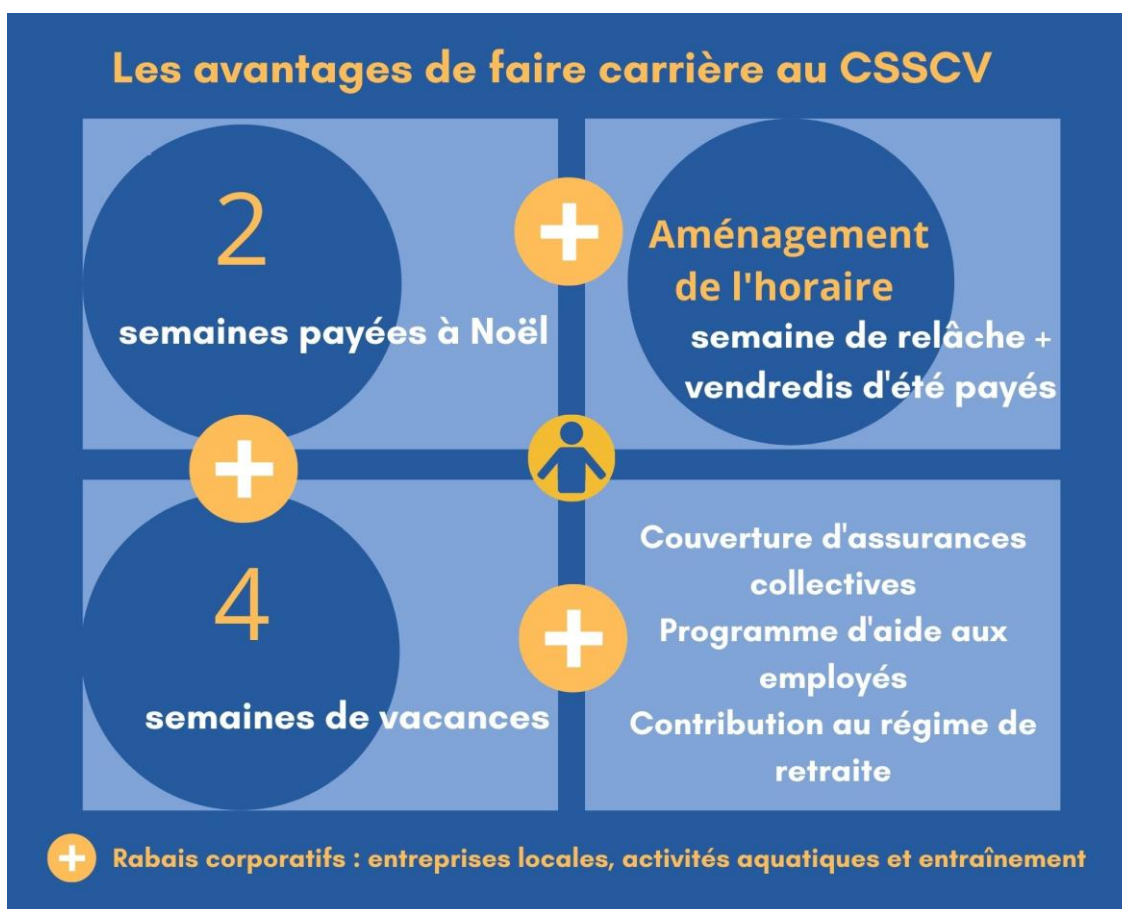 Les avantages de faire carrière au CSSCV
2
semaines payées à Noël
Aménagement
de l'horaire
semaine de relâche +
vendredis d'été payés
4
semaines de vacances
Couverture d'assurances
collectives
Programme d'aide aux
employés
Contribution au régime de
retraite
Rabais corporatifs : entreprises locales, activités aquatiques et entraînement